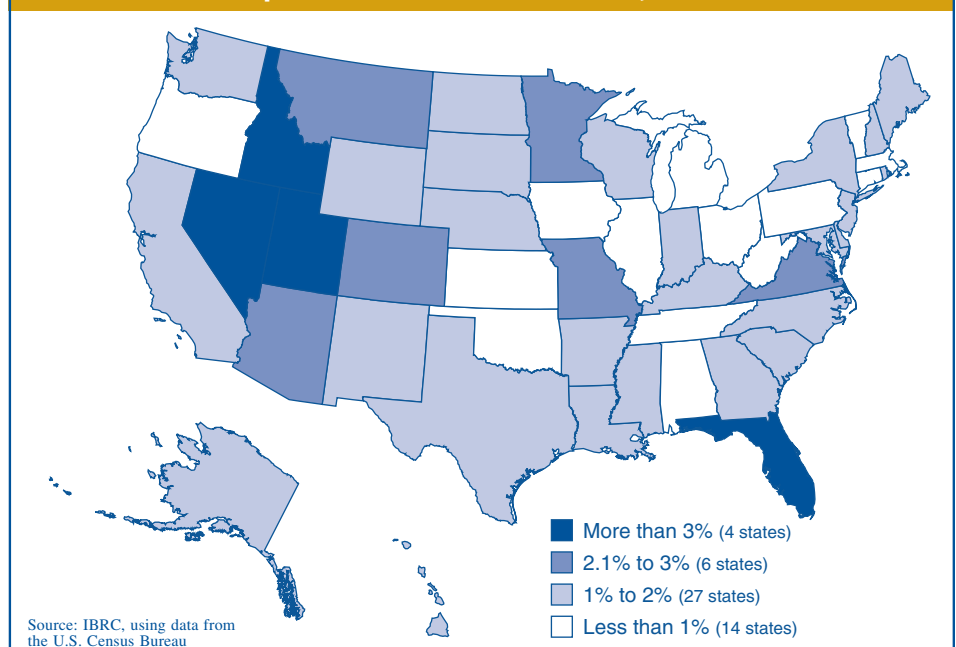 More than 3% (4 states)
2.1% to 3% (6 states)
1% to 2% (27 states)
Less than 1% (14 states)
Source: IBRC, using data from
the U.S. Census Bureau